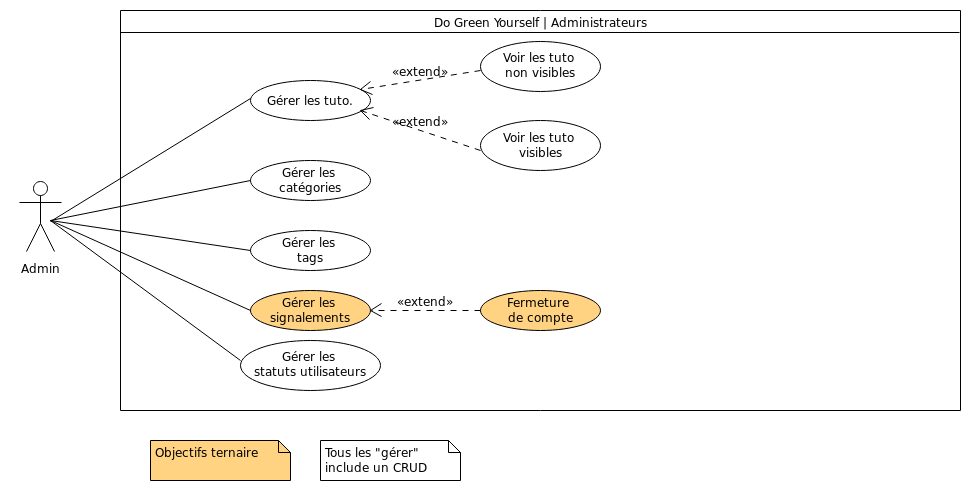 Do Green Yourself | Administrateurs
Voir les tuto
non visibles
«extend»
Gérer les tuto.
«extend»
Voir les tuto
visibles
Gérer les
catégories
Gérer les
tags
Admin
Gérer les
signalements
«extend»
Fermeture
de compte
Gérer les
statuts utilisateurs
Objectifs ternaire
Tous les "gérer"
include un CRUD